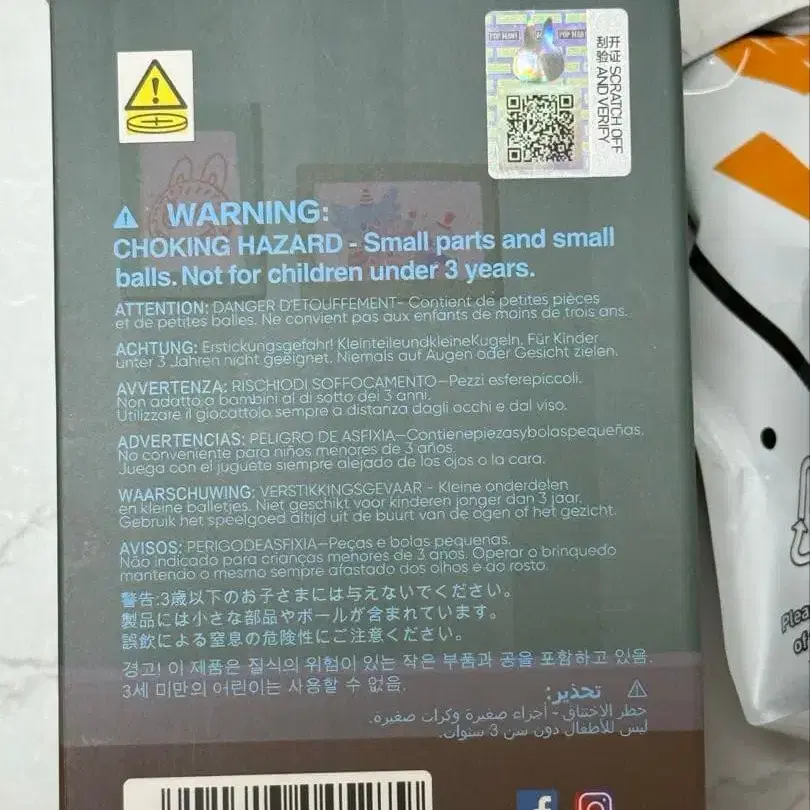 POP MART
POP MART
开 SCRATCH OFF
刮验 AND VERIFY
WARNING:
CHOKING HAZARD - Small parts and small
balls. Not for children under 3 years.
ATTENTION: DANGER D'ETOUFFEMENT- Contient de petites pièces
et de petites balles. Ne convient pas aux enfants de moins de trois ans.
ACHTUNG: Erstickungsgefahr! KleinteileundkleineKugeln. Für Kinder
unter 3 Jahren nicht geeignet. Niemals auf Augen oder Gesicht zielen.
AVVERTENZA: RISCHIODI SOFFOCAMENTO—Pezzi esferepiccoli.
Non adatto a bambini al di sotto dei 3 anni.
Utilizzare il giocattolo sempre a distanza dagli occhi e dal viso.
ADVERTENCIAS: PELIGRO DE ASFIXIA—Contienepiezasybolaspequeñas.
No conveniente para niños menores de 3 años.
Juega con el juguete siempre alejado de los ojos o la cara.
WAARSCHUWING: VERSTIKKINGSGEVAAR - Kleine onderdelen
en kleine balletjes. Niet geschikt voor kinderen jonger dan 3 jaar.
Gebruik het speelgoed altijd uit de buurt van de ogen of het gezicht.
AVISOS: PERIGODEASFIXIA—Peças e bolas pequenas.
Não indicado para crianças menores de 3 anos. Operar o brinquedo
mantendo o mesmo sempre afastado dos olhos e do rosto.
警告:3歳以下のお子さまには与えないでください。
製品には小さな部品やボールが含まれています。
誤飲による窒息の危険性にご注意ください。
경고! 이 제품은 질식의 위험이 있는 작은 부품과 공을 포함하고 있음.
3세 미만의 어린이는 사용할 수 없음.
تحذير:
خطر الاختناق - أجزاء صغيرة وكرات صغيرة.
ليس للأطفال دون سن 3 سنوات.